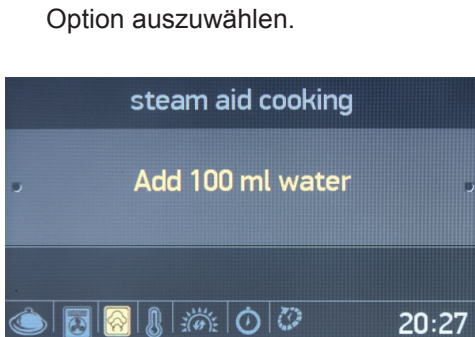 Option auszuwählen.
steam aid cooking
Add 100 ml water
20:27